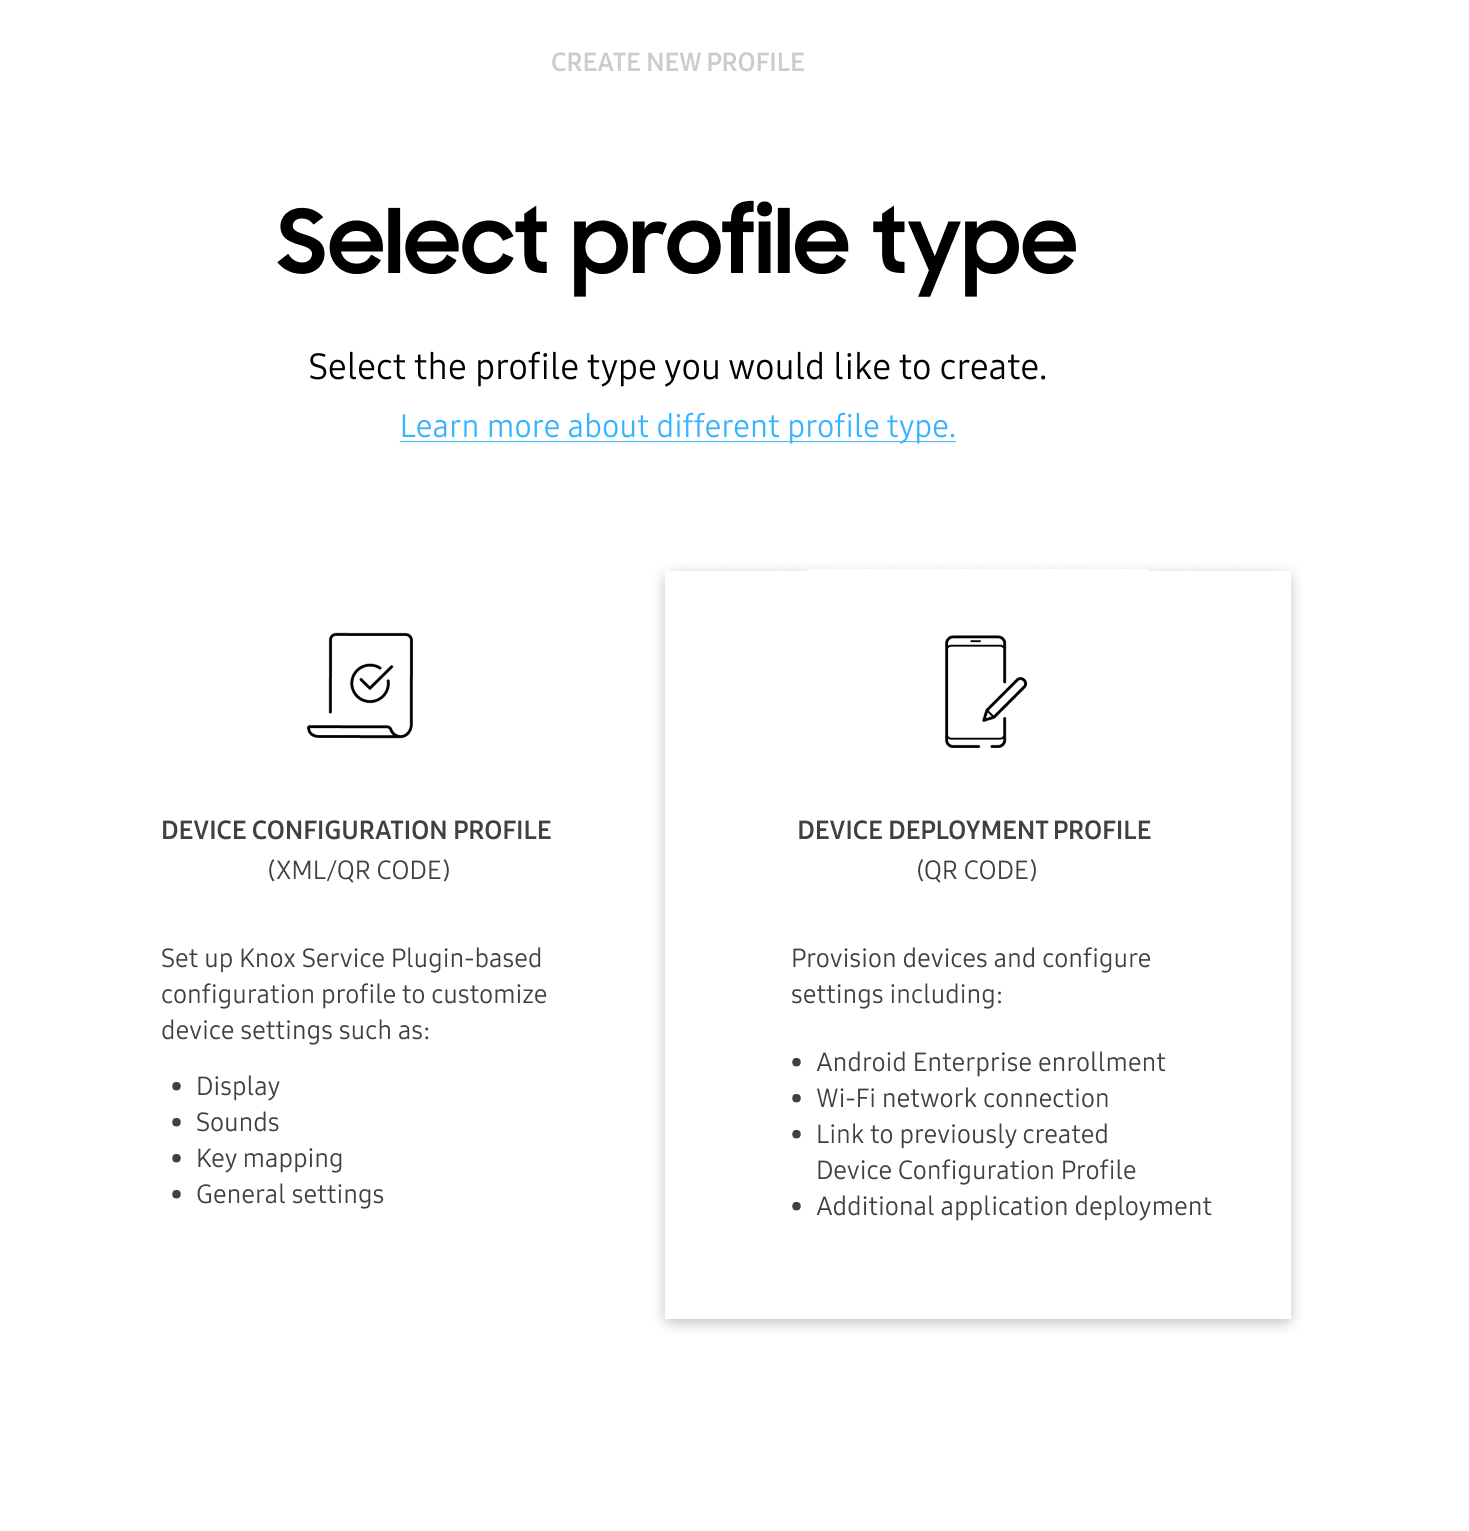 CREATE NEW PROFILE
Select profile type
Select the profile type you would like to create.
Learn more about different profile type.
DEVICE CONFIGURATION PROFILE
(XML/QR CODE)
Set up Knox Service Plugin-based
configuration profile to customize
device settings such as:
• Display
• Sounds
• Key mapping
• General settings
DEVICE DEPLOYMENT PROFILE
(QR CODE)
Provision devices and configure
settings including:
• Android Enterprise enrollment
• Wi-Fi network connection
• Link to previously created
Device Configuration Profile
• Additional application deployment